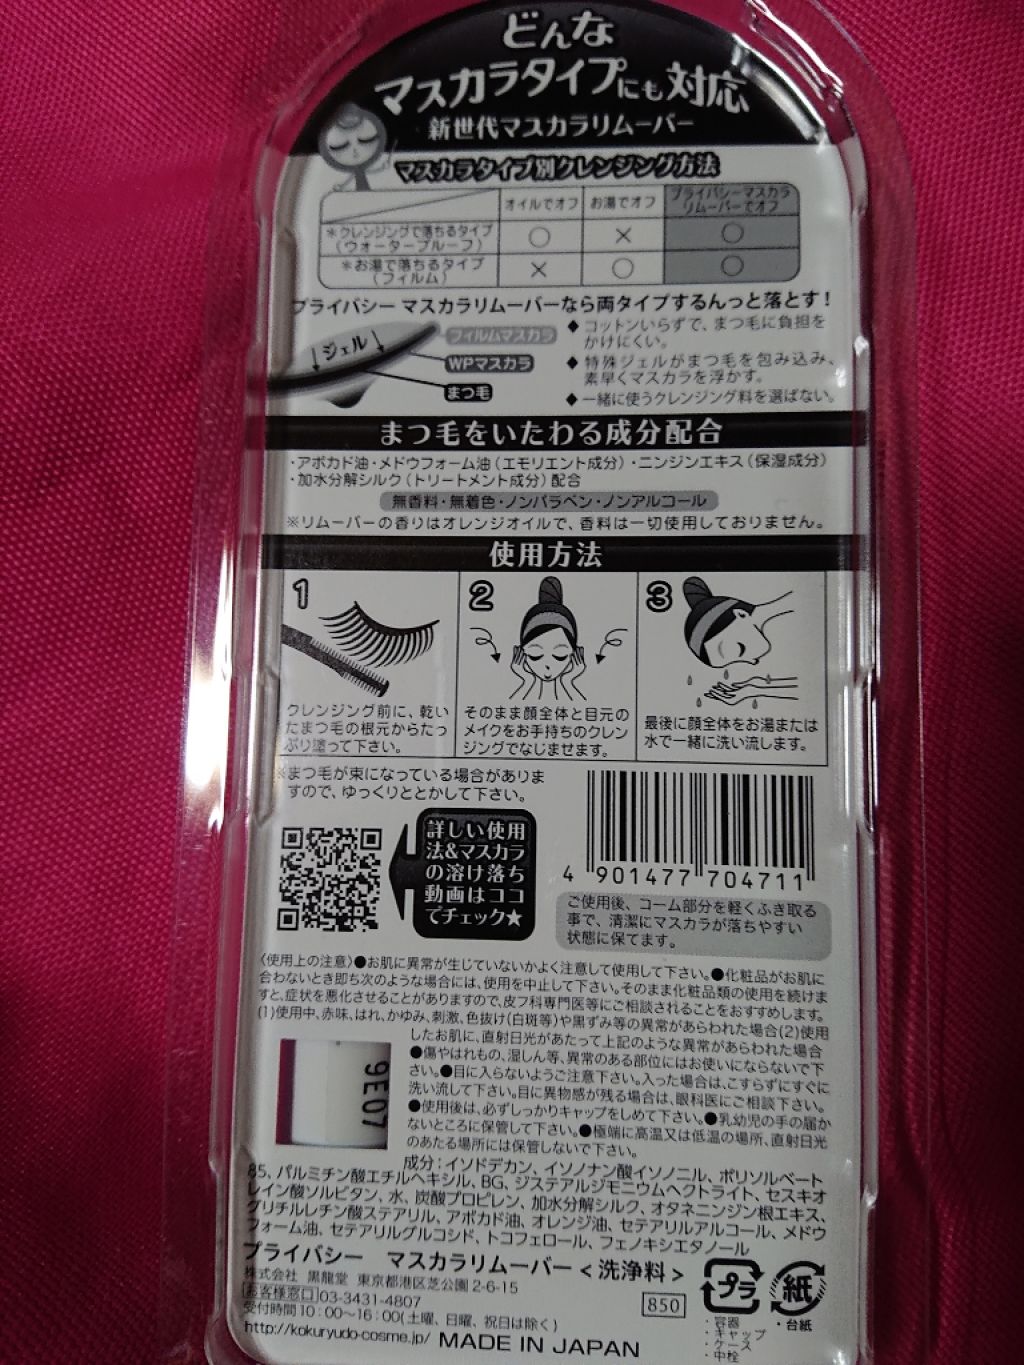 どんな
マスカラタイプにも対応
新世代マスカラリムーバー
マスカラタイプ別クレンジング方法
オイルでオフ お湯でオフ プライバシーマスカラ
リムーバーでオフ
*クレンジングで落ちるタイプ
(ウォータープルーフ) ○ × ○
*お湯で落ちるタイプ
(フィルム) × ○ ○
プライバシー マスカラリムーバーなら両タイプするんっと落とす!
ジェル
フィルムマスカラ
WPマスカラ
まつ毛
◆コットンいらずで、まつ毛に負担を
かけにくい。
◆特殊ジェルがまつ毛を包み込み、
素早くマスカラを浮かす。
◆一緒に使うクレンジング料を選ばない。
まつ毛をいたわる成分配合
・アボカド油・メドウフォーム油(エモリエント成分)・ニンジンエキス(保湿成分)
・加水分解シルク(トリートメント成分)配合
無香料・無着色・ノンパラベン・ノンアルコール
※リムーバーの香りはオレンジオイルで、香料は一切使用しておりません。
使用方法
1
クレンジング前に、乾い
たまつ毛の根元からたっ
ぷり塗って下さい。
2
そのまま顔全体と目元の
メイクをお手持ちのクレン
ジングでなじませます。
3
最後に顔全体をお湯または
水で一緒に洗い流します。
※まつ毛が束になっている場合がありま
すので、ゆっくりととかして下さい。
詳しい使用
法&マスカラ
の溶け落ち
動画はココ
でチェック★
4 901477 704711
ご使用後、コーム部分を軽くふき取る
事で、清潔にマスカラが落ちやすい
状態に保てます。
〈使用上の注意〉●お肌に異常が生じていないかよく注意して使用して下さい。●化粧品がお肌に
合わないとき即ち次のような場合には、使用を中止して下さい。そのまま化粧品類の使用を続けま
すと、症状を悪化させることがありますので、皮フ科専門医等にご相談されることをおすすめします。
(1)使用中、赤味、はれ、かゆみ、刺激、色抜け(白斑等)や黒ずみ等の異常があらわれた場合(2)使用
したお肌に、直射日光があたって上記のような異常があらわれた場合
●傷やはれもの、湿しん等、異常のある部位にはお使いにならないで下
さい。●目に入らないようご注意下さい。入った場合は、こすらずにすぐに
洗い流して下さい。目に異物感が残る場合は、眼科医にご相談下さい。
●使用後は、必ずしっかりキャップをしめて下さい。●乳幼児の手の届か
ないところに保管して下さい。●極端に高温又は低温の場所、直射日光
のあたる場所には保管しないで下さい。
9E07
成分:イソドデカン、イソノナン酸イソノニル、ポリソルベート
85、パルミチン酸エチルヘキシル、BG、ジステアルジモニウムヘクトライト、セスキオ
レイン酸ソルビタン、水、炭酸プロピレン、加水分解シルク、オタネニンジン根エキス、
グリチルレチン酸ステアリル、アボカド油、オレンジ油、セテアリルアルコール、メドウ
フォーム油、セテアリルグルコシド、トコフェロール、フェノキシエタノール
プライバシー マスカラリムーバー<洗浄料>
株式会社 黒龍堂 東京都港区芝公園2-6-15
お客様窓口03-3431-4807
受付時間10:00〜16:00(土曜、日曜、祝日は除く)
http://kokuryudo-cosme.jp/ MADE IN JAPAN
850
プラ
・容器
・キャップ
・ケース
・中栓
紙
・台紙